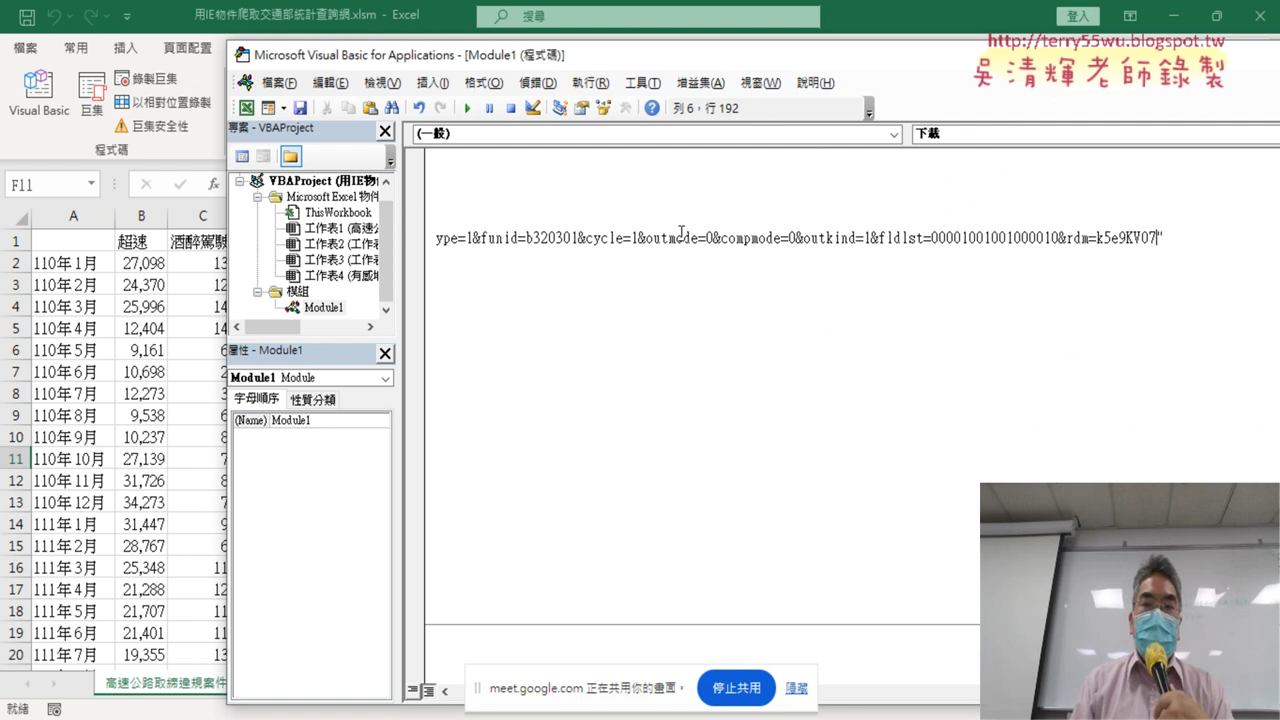 用IE物件爬取交通部統計查詢網.xlsm - Excel
搜尋
登入
檔案 常用 插入 頁面配置
Visual Basic
巨集
錄製巨集
以相對位置錄製
巨集安全性
程式碼
F11
fx
A B C
1 超速 酒醉駕駛
2 110年1月 27,098 13
3 110年2月 24,370 12
4 110年3月 25,996 14
5 110年4月 12,404 14
6 110年5月 9,161 6
7 110年6月 10,698 2
8 110年7月 12,273 3
9 110年8月 9,538 6
10 110年9月 10,237 8
11 110年10月 27,139 7
12 110年11月 31,726 8
13 110年12月 34,273 7
14 111年1月 31,447 9
15 111年2月 28,767 6
16 111年3月 25,348 11
17 111年4月 21,288 12
18 111年5月 21,707 11
19 111年6月 21,401 11
20 111年7月 19,355 13
高速公路取締違規案件
就緒
Microsoft Visual Basic for Applications - [Module1 (程式碼)]
檔案(F) 編輯(E) 檢視(V) 插入(I) 格式(O) 偵錯(D) 執行(R) 工具(T) 增益集(A) 視窗(W) 說明(H)
列 6，行 192
專案 - VBAProject
VBAProject (用IE物
Microsoft Excel 物件
ThisWorkbook
工作表1 (高速公
工作表2 (工作
工作表3 (工作
工作表4 (有感地
模組
Module1
屬性 - Module1
Module1 Module
字母順序 性質分類
(Name) Module1
(一般) 下載
ype=1&funid=b320301&cycle=1&outmode=0&compmode=0&outkind=1&fldlst=00001001001000010&rdm=k5e9KV07"
http://terry55wu.blogspot.tw
吳清輝老師錄製
meet.google.com 正在共用你的畫面。
停止共用
隱藏